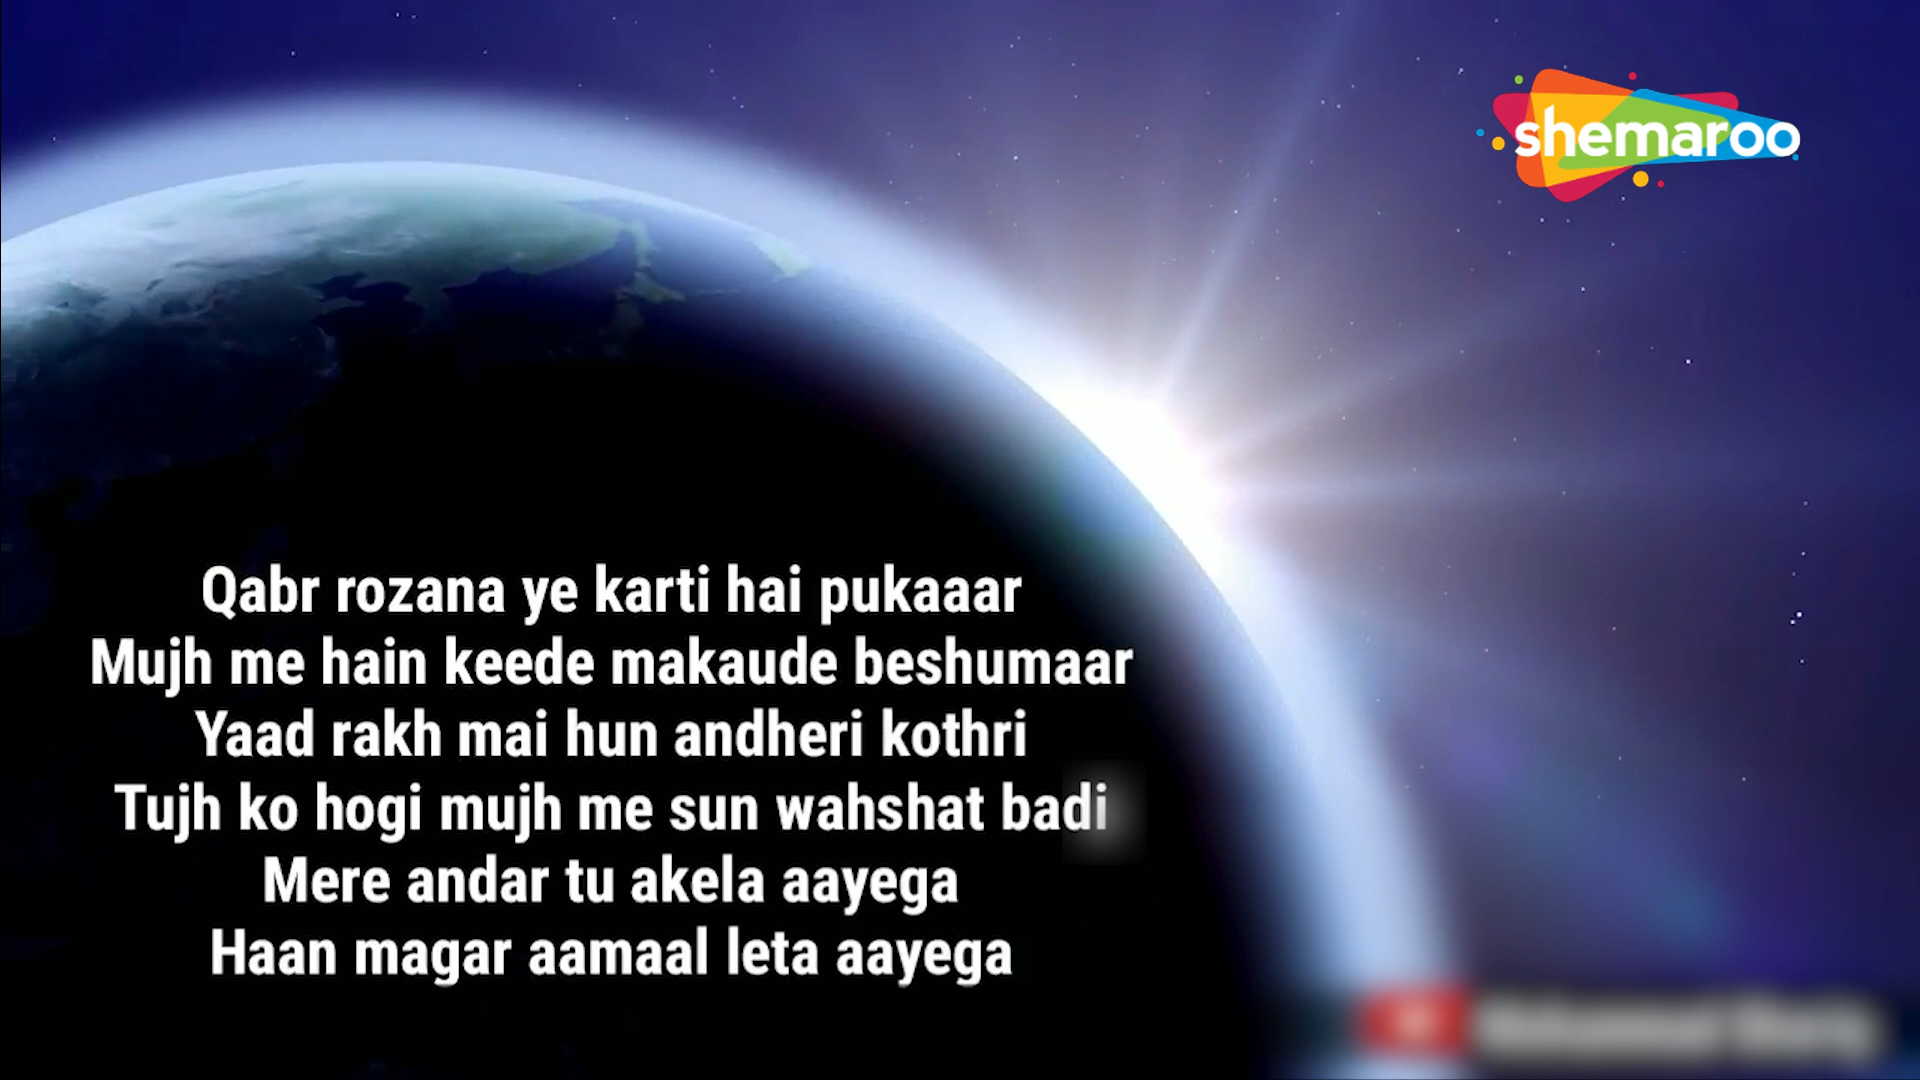 shemaroo
Qabr rozana ye karti hai pukaaar
Mujh me hain keede makaude beshumaar
Yaad rakh mai hun andheri kothri
Tujh ko hogi mujh me sun wahshat badi
Mere andar tu akela aayega
Haan magar aamaal leta aayega